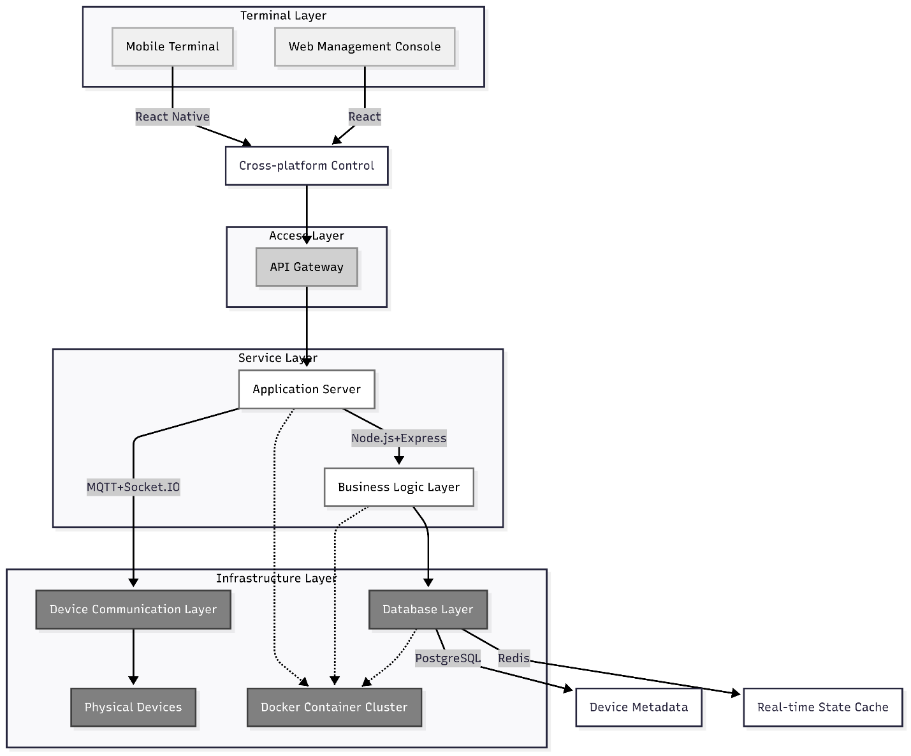 Terminal Layer
Mobile Terminal
Web Management Console
React Native
React
Cross-platform Control
Access Layer
API Gateway
Service Layer
Application Server
Node.js+Express
MQTT+Socket.IO
Business Logic Layer
Infrastructure Layer
Device Communication Layer
Database Layer
PostgreSQL
Redis
Physical Devices
Docker Container Cluster
Device Metadata
Real-time State Cache